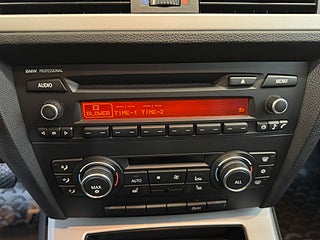 BMW PROFESSIONAL
AUDIO
MENU
BLOWER TIME-1 TIME-2
AUTO
MAX
ALL